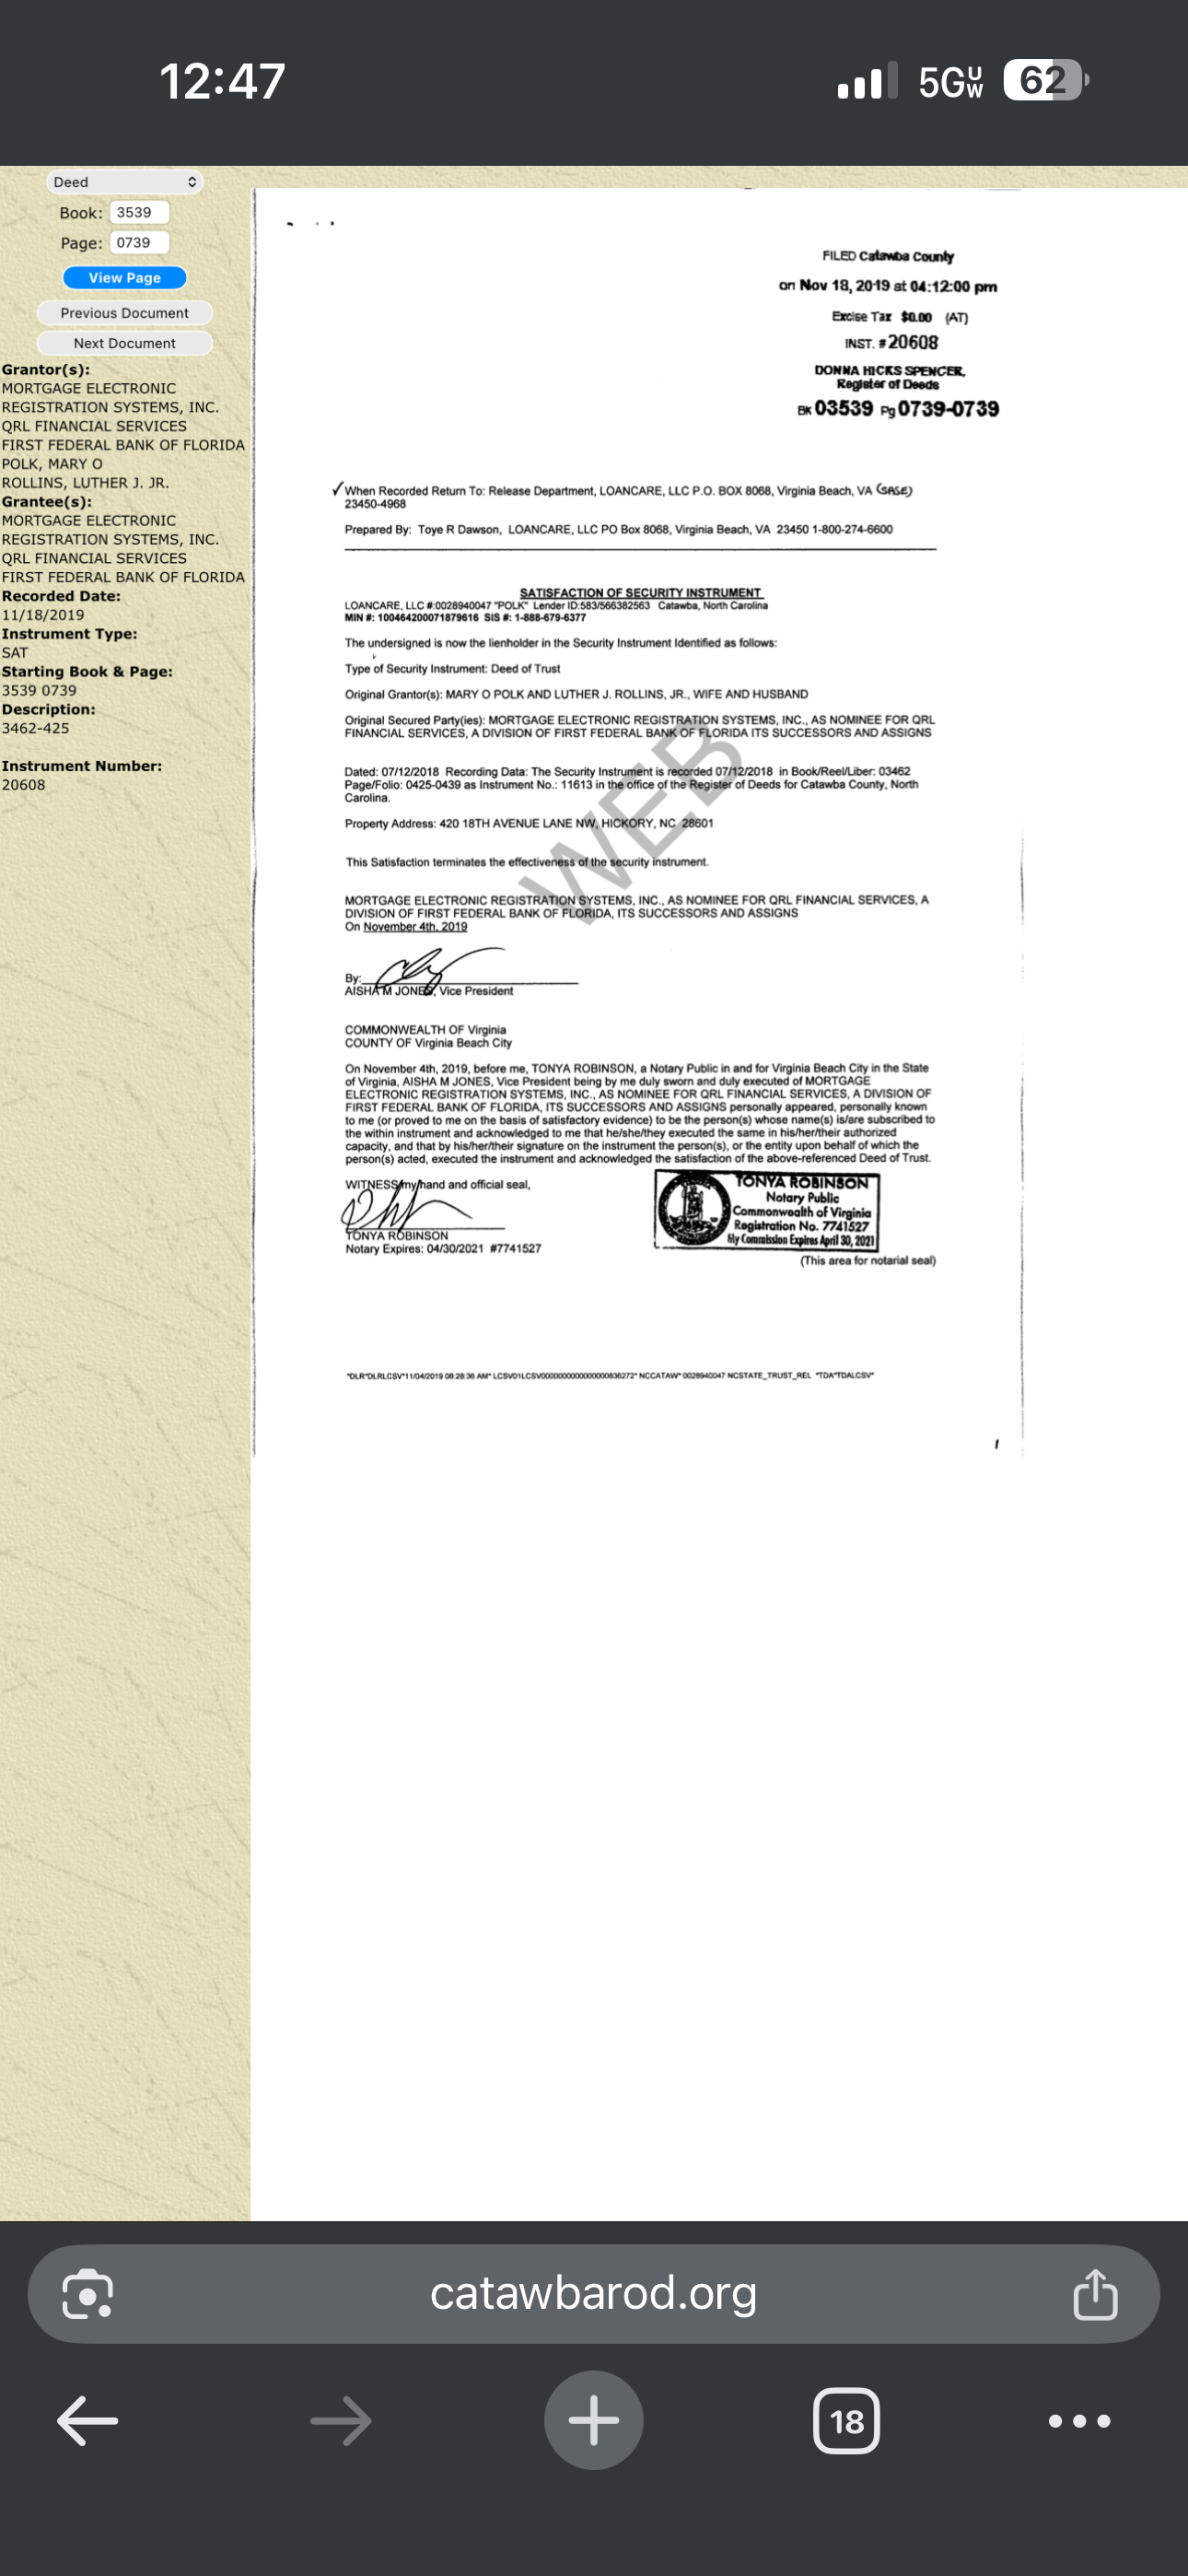 12:47
5G UW
62
Deed
Book: 3539
Page: 0739
View Page
Previous Document
Next Document
Grantor(s):
MORTGAGE ELECTRONIC
REGISTRATION SYSTEMS, INC.
QRL FINANCIAL SERVICES
FIRST FEDERAL BANK OF FLORIDA
POLK, MARY O
ROLLINS, LUTHER J. JR.
Grantee(s):
MORTGAGE ELECTRONIC
REGISTRATION SYSTEMS, INC.
QRL FINANCIAL SERVICES
FIRST FEDERAL BANK OF FLORIDA
Recorded Date:
11/18/2019
Instrument Type:
SAT
Starting Book & Page:
3539 0739
Description:
3462-425
Instrument Number:
20608
FILED Catawba County
on Nov 18, 2019 at 04:12:00 pm
Excise Tax $0.00 (AT)
INST. # 20608
DONNA HICKS SPENCER,
Register of Deeds
Bk 03539 Pg 0739-0739
When Recorded Return To: Release Department, LOANCARE, LLC P.O. BOX 8068, Virginia Beach, VA (SASE)
23450-4968
Prepared By: Toye R Dawson, LOANCARE, LLC PO Box 8068, Virginia Beach, VA 23450 1-800-274-6600
SATISFACTION OF SECURITY INSTRUMENT
LOANCARE, LLC #:0028940047 "POLK" Lender ID:583/566382563 Catawba, North Carolina
MIN #: 100464200071879616 SIS #: 1-888-679-6377
The undersigned is now the lienholder in the Security Instrument Identified as follows:
Type of Security Instrument: Deed of Trust
Original Grantor(s): MARY O POLK AND LUTHER J. ROLLINS, JR., WIFE AND HUSBAND
Original Secured Party(ies): MORTGAGE ELECTRONIC REGISTRATION SYSTEMS, INC., AS NOMINEE FOR QRL
FINANCIAL SERVICES, A DIVISION OF FIRST FEDERAL BANK OF FLORIDA ITS SUCCESSORS AND ASSIGNS
Dated: 07/12/2018 Recording Data: The Security Instrument is recorded 07/12/2018 in Book/Reel/Liber: 03462
Page/Folio: 0425-0439 as Instrument No.: 11613 in the office of the Register of Deeds for Catawba County, North
Carolina.
Property Address: 420 18TH AVENUE LANE NW, HICKORY, NC 28601
WEB
This Satisfaction terminates the effectiveness of the security instrument.
MORTGAGE ELECTRONIC REGISTRATION SYSTEMS, INC., AS NOMINEE FOR QRL FINANCIAL SERVICES, A
DIVISION OF FIRST FEDERAL BANK OF FLORIDA, ITS SUCCESSORS AND ASSIGNS
On November 4th, 2019
By:
AISHA M JONES, Vice President
COMMONWEALTH OF Virginia
COUNTY OF Virginia Beach City
On November 4th, 2019, before me, TONYA ROBINSON, a Notary Public in and for Virginia Beach City in the State
of Virginia, AISHA M JONES, Vice President being by me duly sworn and duly executed of MORTGAGE
ELECTRONIC REGISTRATION SYSTEMS, INC., AS NOMINEE FOR QRL FINANCIAL SERVICES, A DIVISION OF
FIRST FEDERAL BANK OF FLORIDA, ITS SUCCESSORS AND ASSIGNS personally appeared, personally known
to me (or proved to me on the basis of satisfactory evidence) to be the person(s) whose name(s) is/are subscribed to
the within instrument and acknowledged to me that he/she/they executed the same in his/her/their authorized
capacity, and that by his/her/their signature on the instrument the person(s), or the entity upon behalf of which the
person(s) acted, executed the instrument and acknowledged the satisfaction of the above-referenced Deed of Trust.
WITNESS my hand and official seal,
TONYA ROBINSON
Notary Expires: 04/30/2021 #7741527
TONYA ROBINSON
Notary Public
Commonwealth of Virginia
Registration No. 7741527
My Commission Expires April 30, 2021
(This area for notarial seal)
NCCATAW* 0028940047 NCSTATE_TRUST_REL *TDA*TDALCSV*
catawbarod.org
18